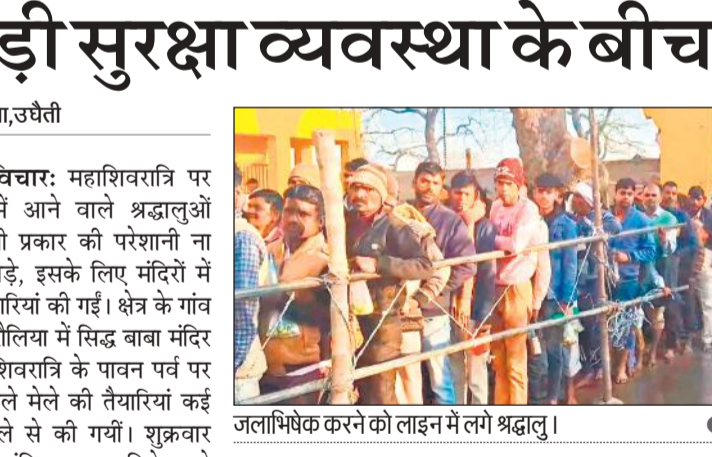 सुरक्षा व्यवस्था के बीच
उघैती
महाशिवरात्रि पर
में आने वाले श्रद्धालुओं
प्रकार की परेशानी ना
इसके लिए मंदिरों में
की गईं। क्षेत्र के गांव
में सिद्ध बाबा मंदिर
के पावन पर्व पर
मेले की तैयारियां कई
से की गयीं। शुक्रवार
जलाभिषेक करने को लाइन में लगे श्रद्धालु।